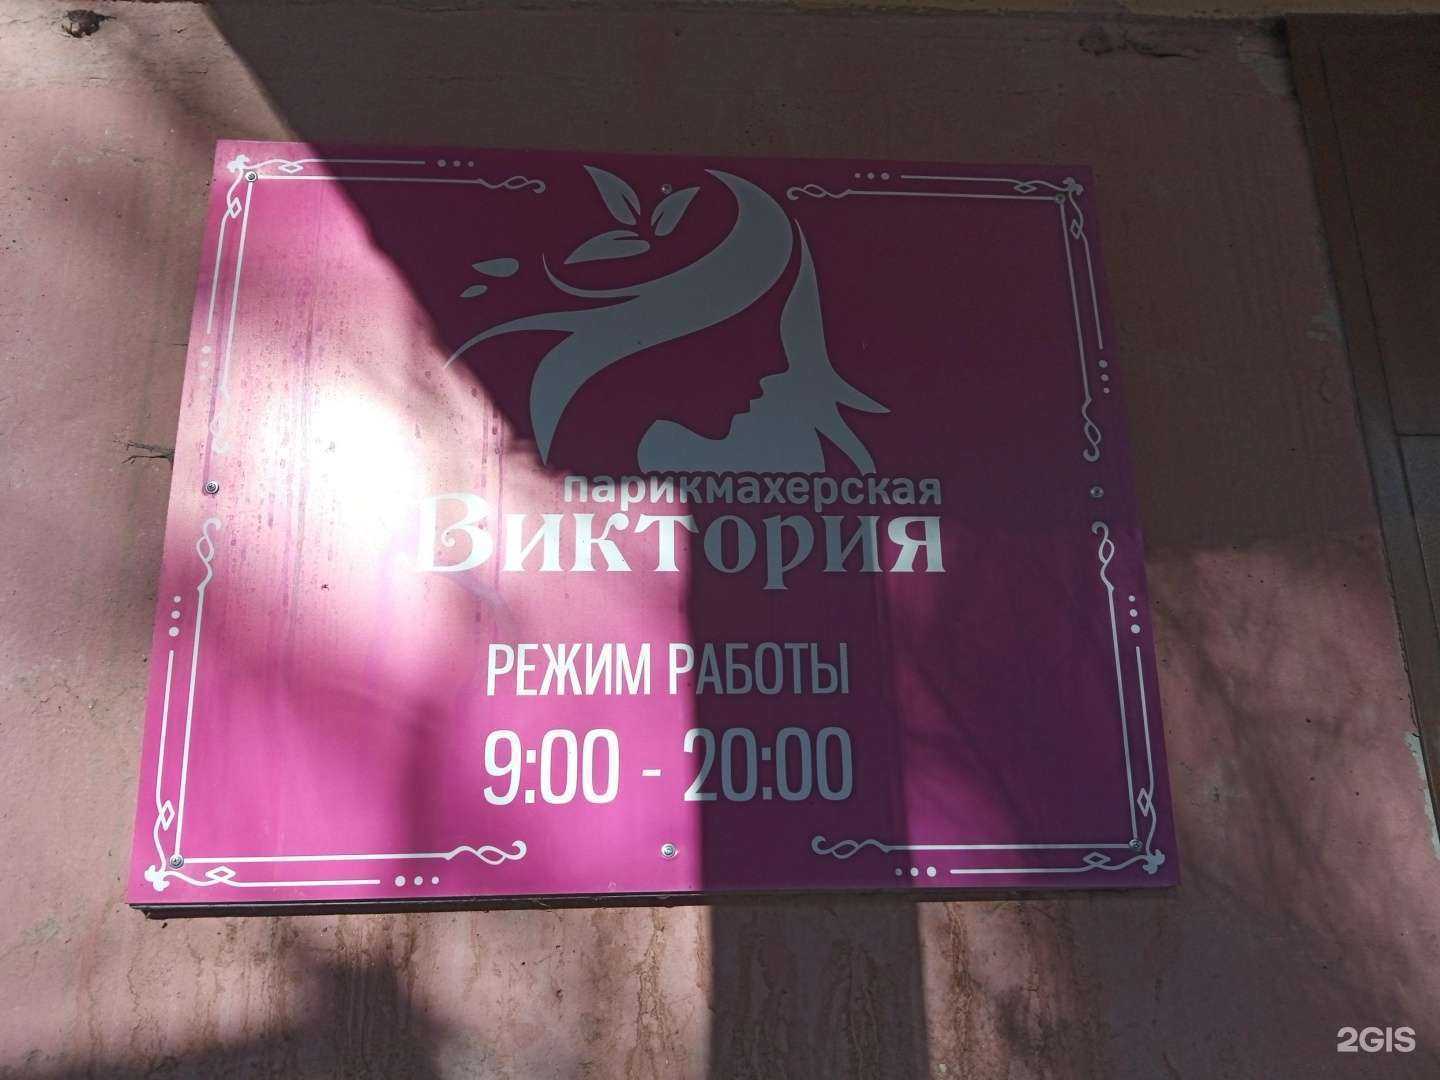 парикмахерская
Виктория
РЕЖИМ РАБОТЫ
9:00 - 20:00
2GIS